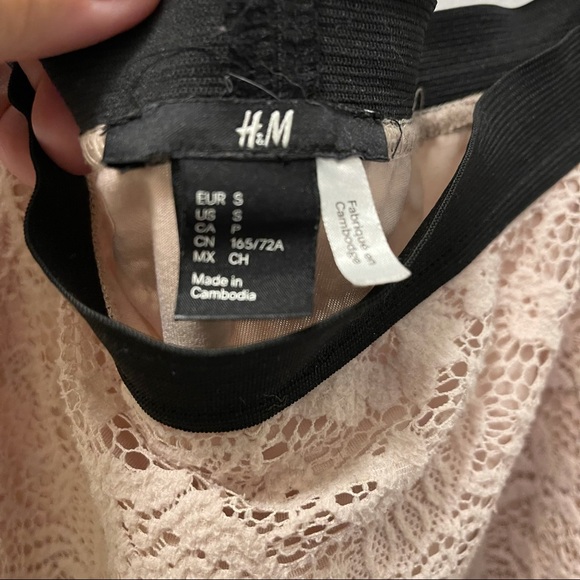 H&M
EUR S
US S
CA P
CN 165/72A
MX CH
Made in
Cambodia
Fabriqué en
Cambodge